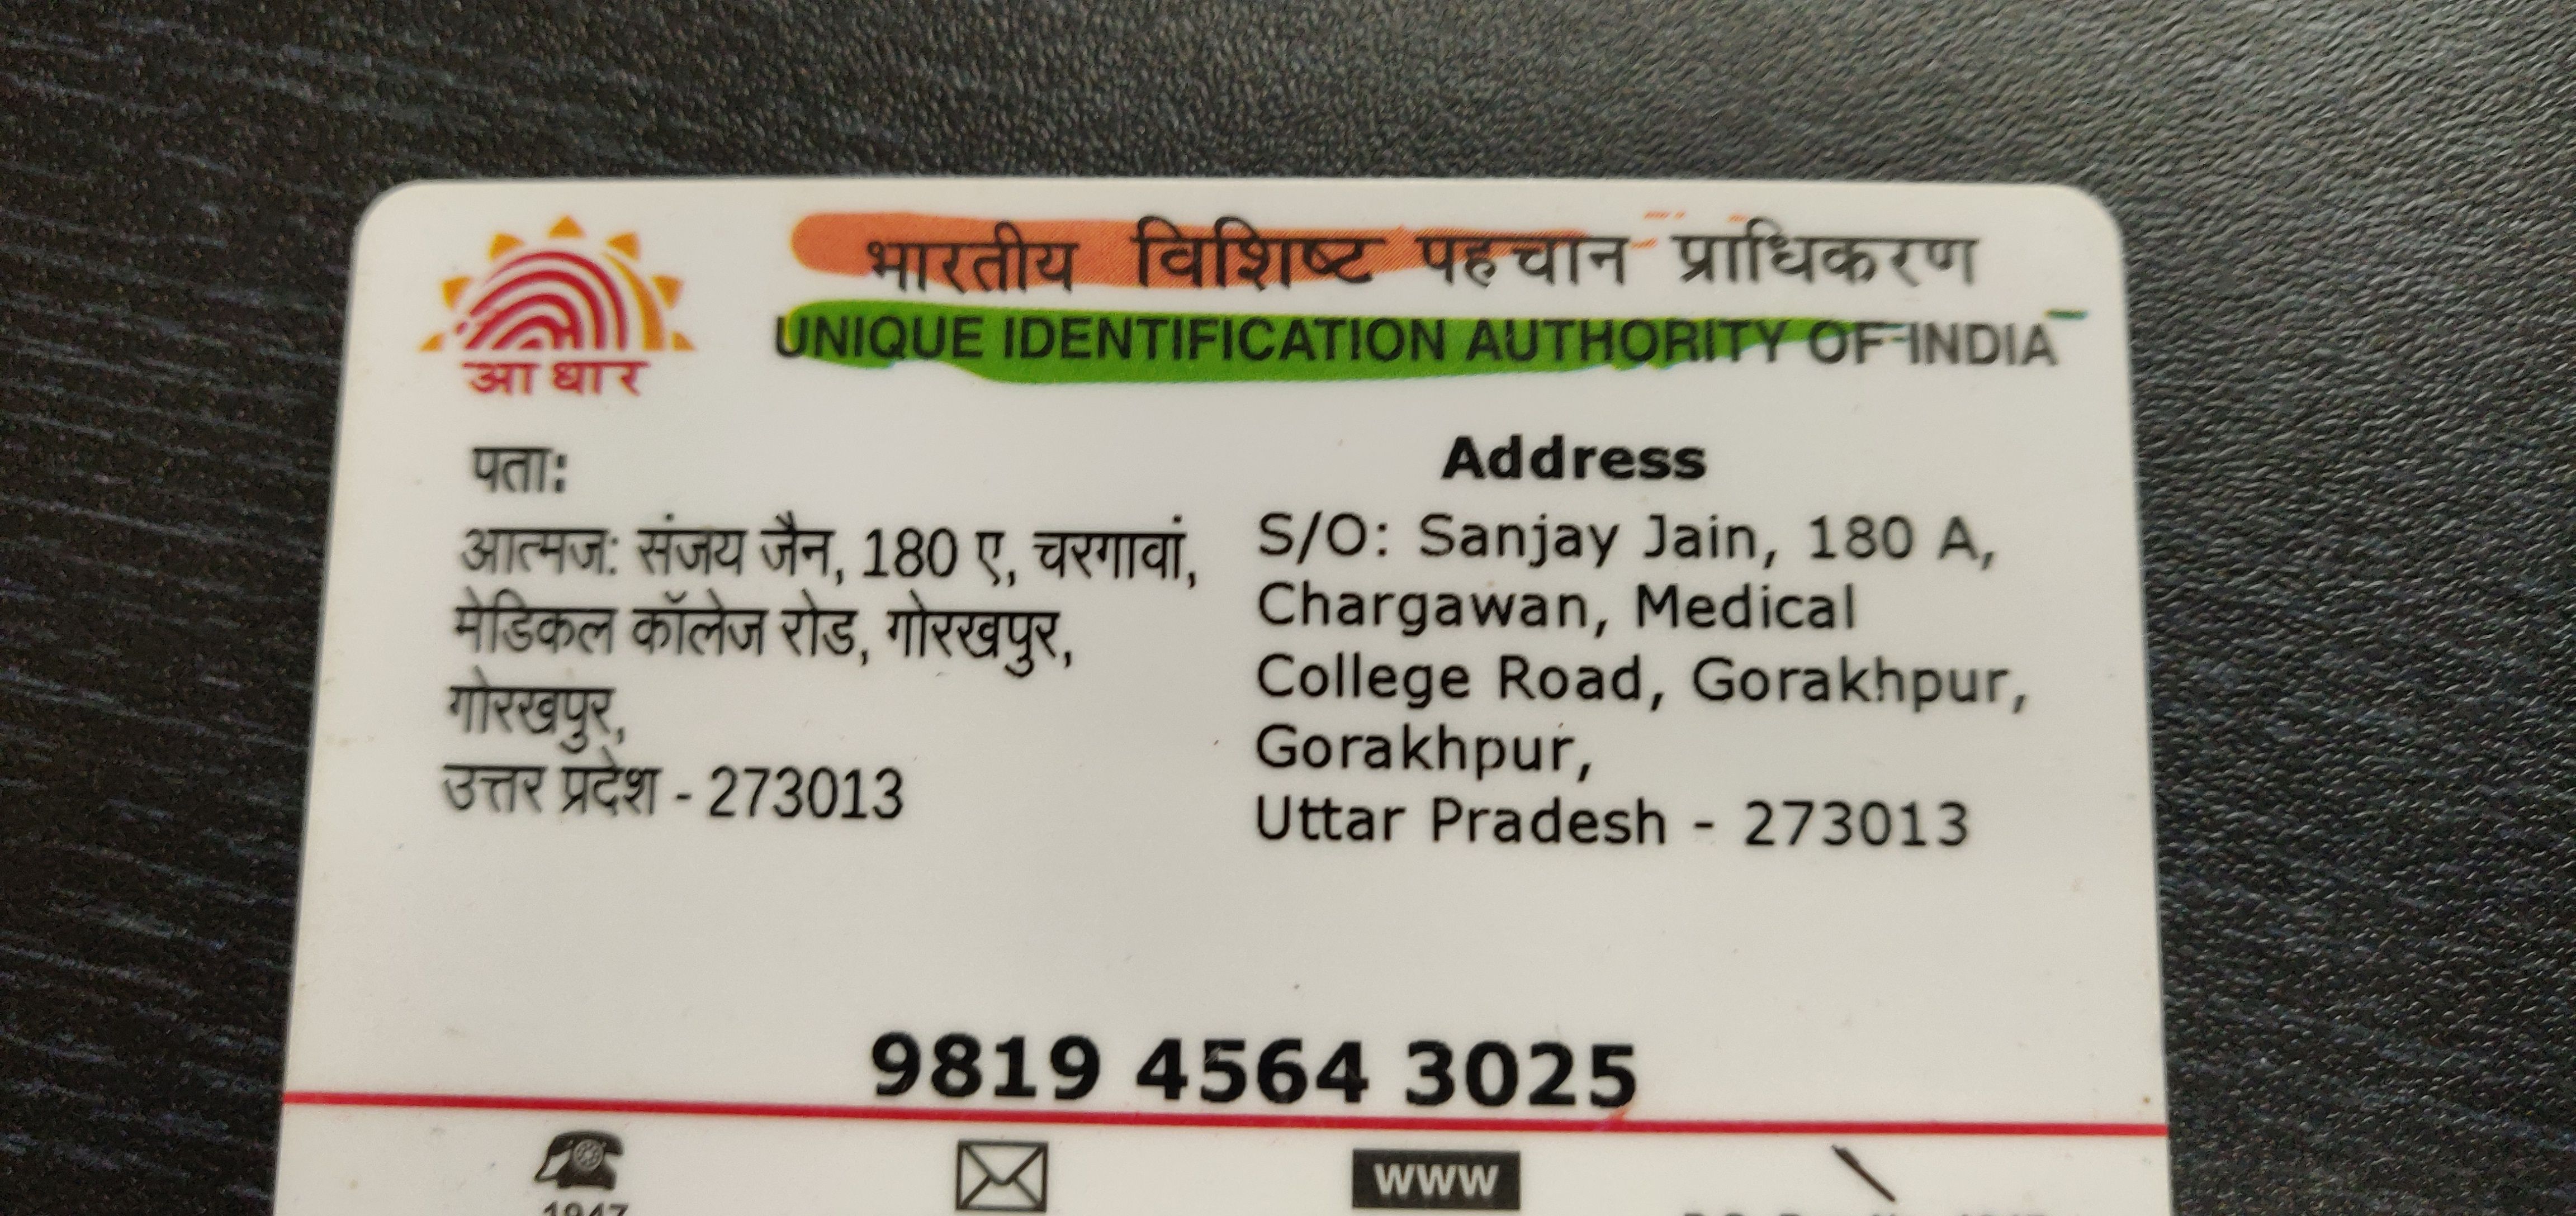 भारतीय विशिष्ट पहचान प्राधिकरण
UNIQUE IDENTIFICATION AUTHORITY OF INDIA
आधार
पता:
आत्मज: संजय जैन, 180 ए, चरगावां,
मेडिकल कॉलेज रोड, गोरखपुर,
गोरखपुर,
उत्तर प्रदेश - 273013
Address
S/O: Sanjay Jain, 180 A,
Chargawan, Medical
College Road, Gorakhpur,
Gorakhpur,
Uttar Pradesh - 273013
9819 4564 3025
WWW
1947